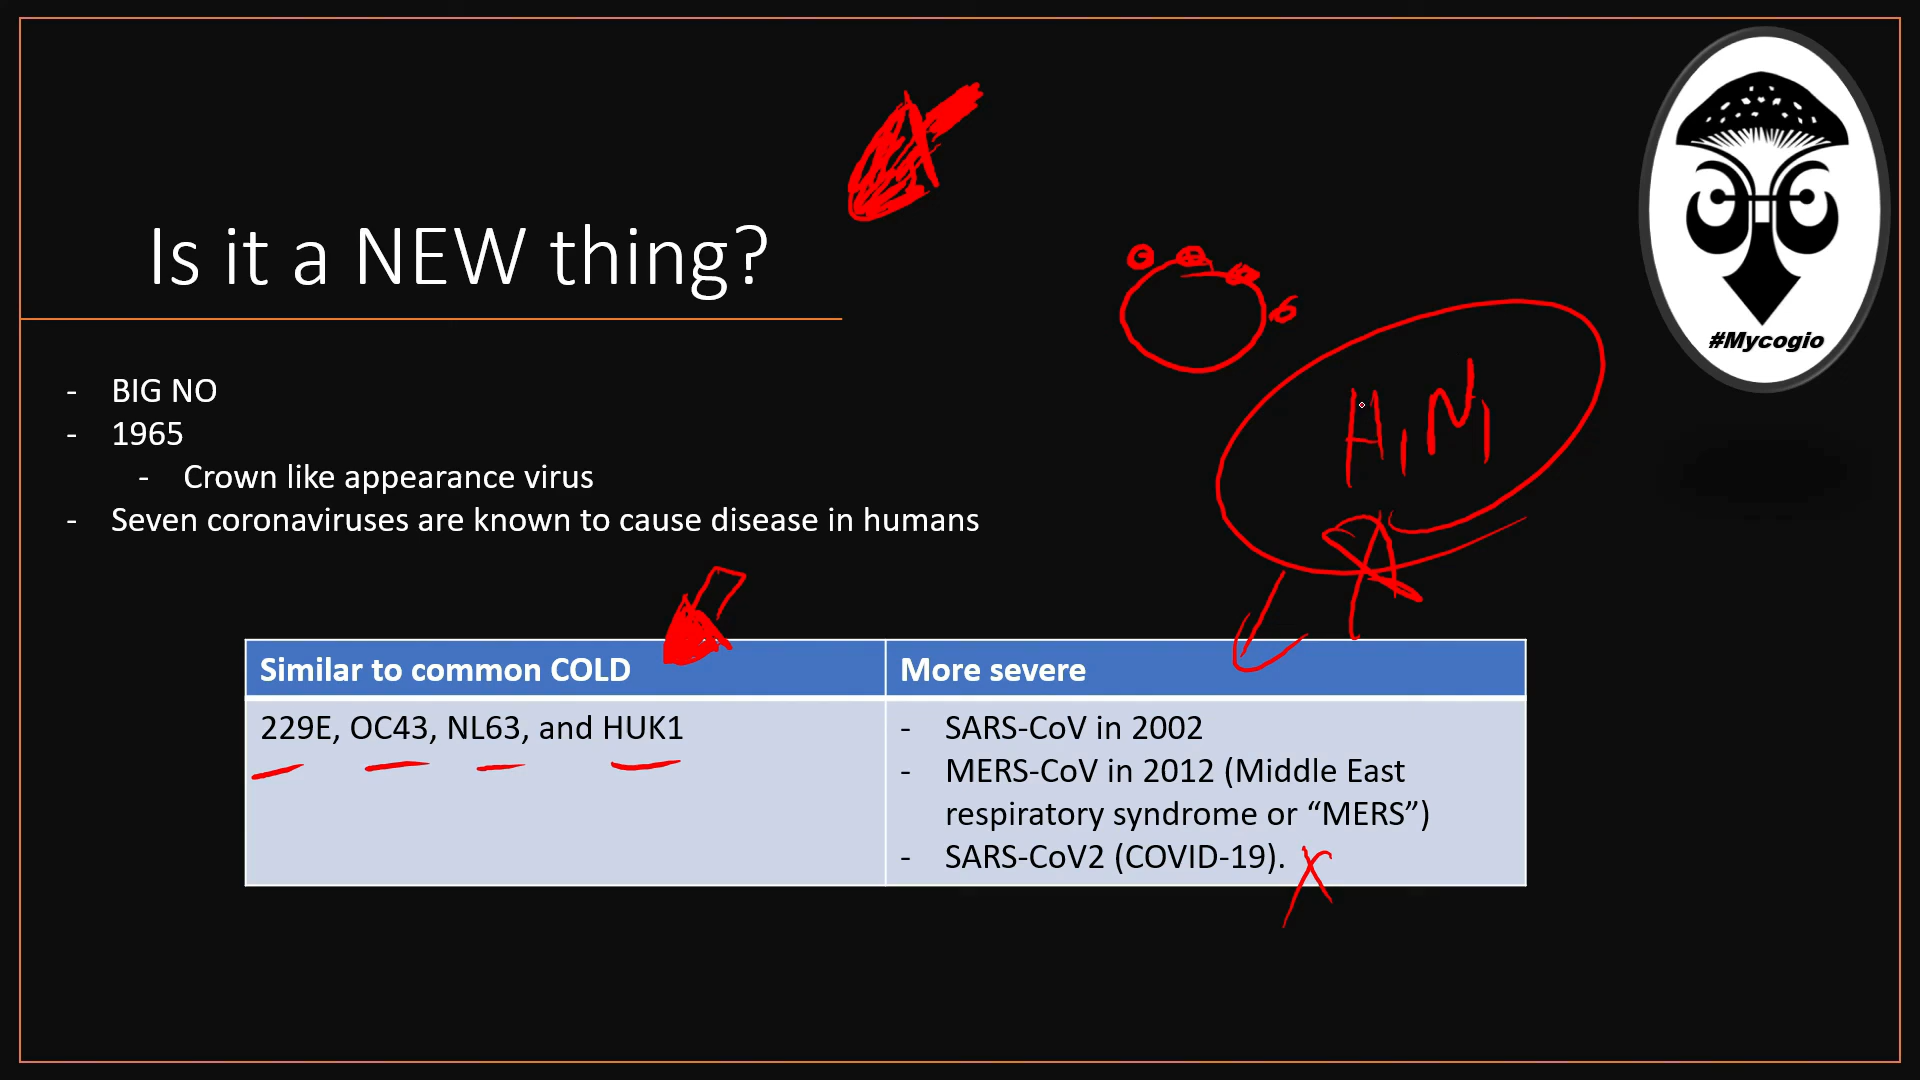 Is it a NEW thing?
#Mycogio
- BIG NO
- 1965
- Crown like appearance virus
- Seven coronaviruses are known to cause disease in humans
H1N1
Similar to common COLD
More severe
229E, OC43, NL63, and HUK1
- SARS-CoV in 2002
- MERS-CoV in 2012 (Middle East
respiratory syndrome or “MERS”)
- SARS-CoV2 (COVID-19).